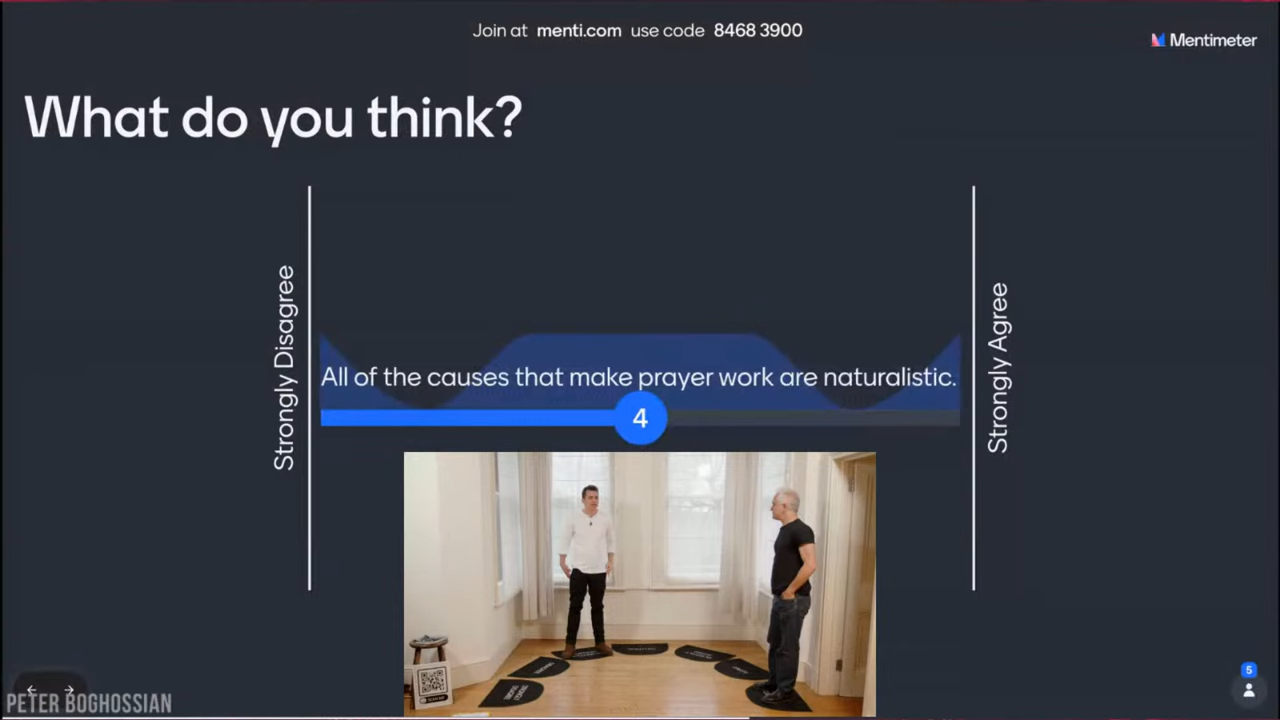 Join at menti.com use code 8468 3900
Mentimeter
What do you think?
Strongly Disagree
All of the causes that make prayer work are naturalistic.
4
Strongly Agree
5
PETER BOGHOSSIAN